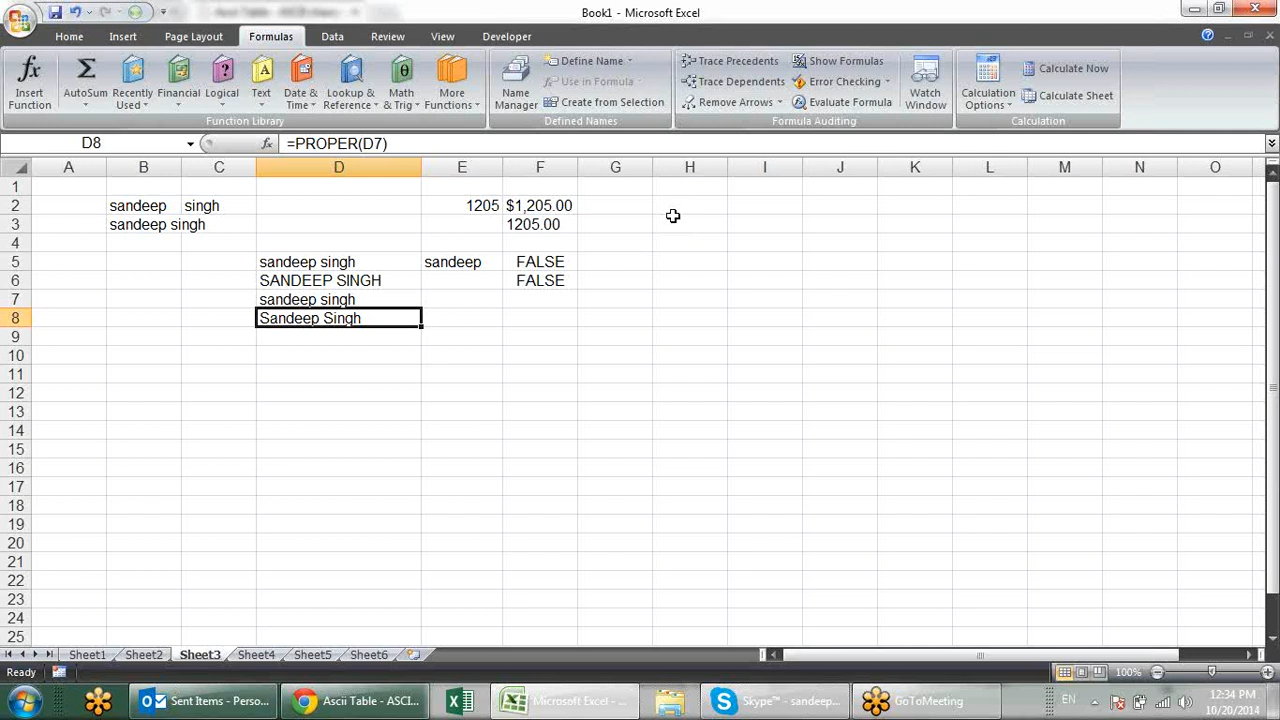 Ascii Table - ASCII
Book1 - Microsoft Excel
Home Insert Page Layout Formulas Data Review View Developer
Insert Function
AutoSum
Recently Used
Financial
Logical
Text
Date & Time
Lookup & Reference
Math & Trig
More Functions
Function Library
Name Manager
Define Name
Use in Formula
Create from Selection
Defined Names
Trace Precedents
Trace Dependents
Remove Arrows
Show Formulas
Error Checking
Evaluate Formula
Formula Auditing
Watch Window
Calculation Options
Calculate Now
Calculate Sheet
Calculation
D8 fx =PROPER(D7)
A B C D E F G H I J K L M N O
1
2 sandeep singh 1205 $1,205.00
3 sandeep singh 1205.00
4
5 sandeep singh sandeep FALSE
6 SANDEEP SINGH FALSE
7 sandeep singh
8 Sandeep Singh
9
10
11
12
13
14
15
16
17
18
19
20
21
22
23
24
25
Sheet1 Sheet2 Sheet3 Sheet4 Sheet5 Sheet6
Ready 100%
Sent Items - Perso... Ascii Table - ASCI... Microsoft Excel - ... Skype™ - sandeep... GoToMeeting EN 12:34 PM
10/20/2014